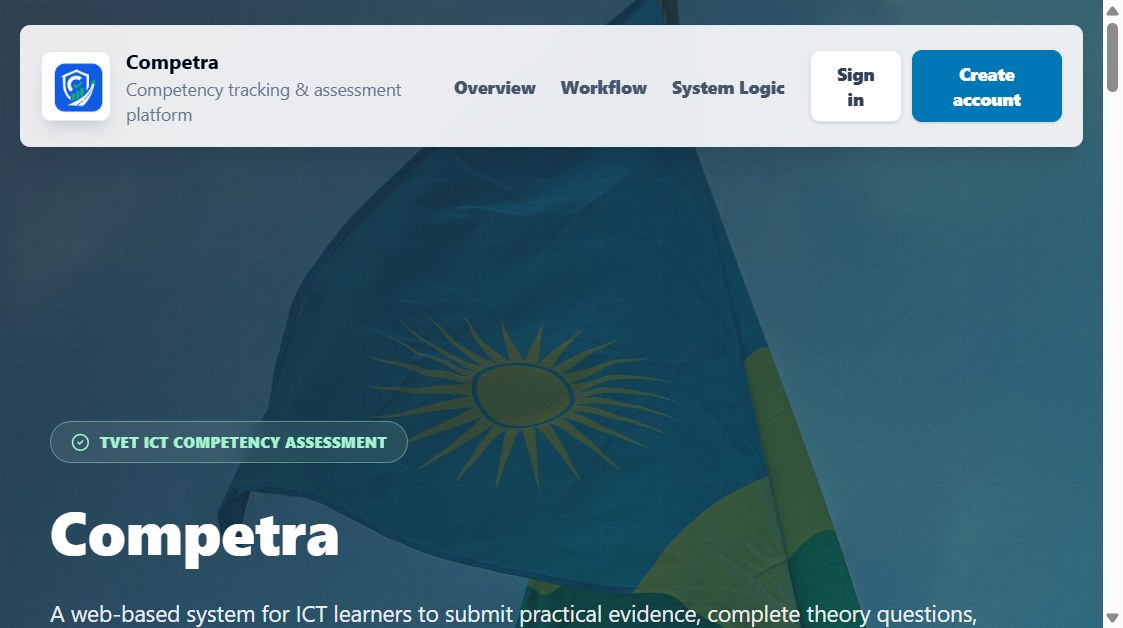 Competra
Competency tracking & assessment
platform
Overview
Workflow
System Logic
Sign
in
Create
account
TVET ICT COMPETENCY ASSESSMENT
Competra
A web-based system for ICT learners to submit practical evidence, complete theory questions,